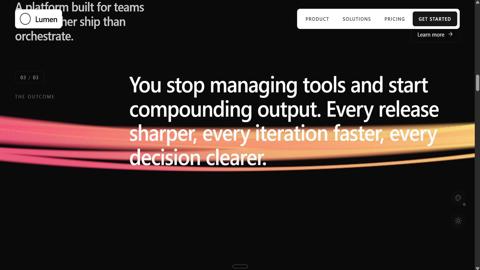 A platform built for teams
her ship than
orchestrate.
Lumen
PRODUCT
SOLUTIONS
PRICING
GET STARTED
Learn more →
03 / 03
THE OUTCOME
You stop managing tools and start
compounding output. Every release
sharper, every iteration faster, every
decision clearer.